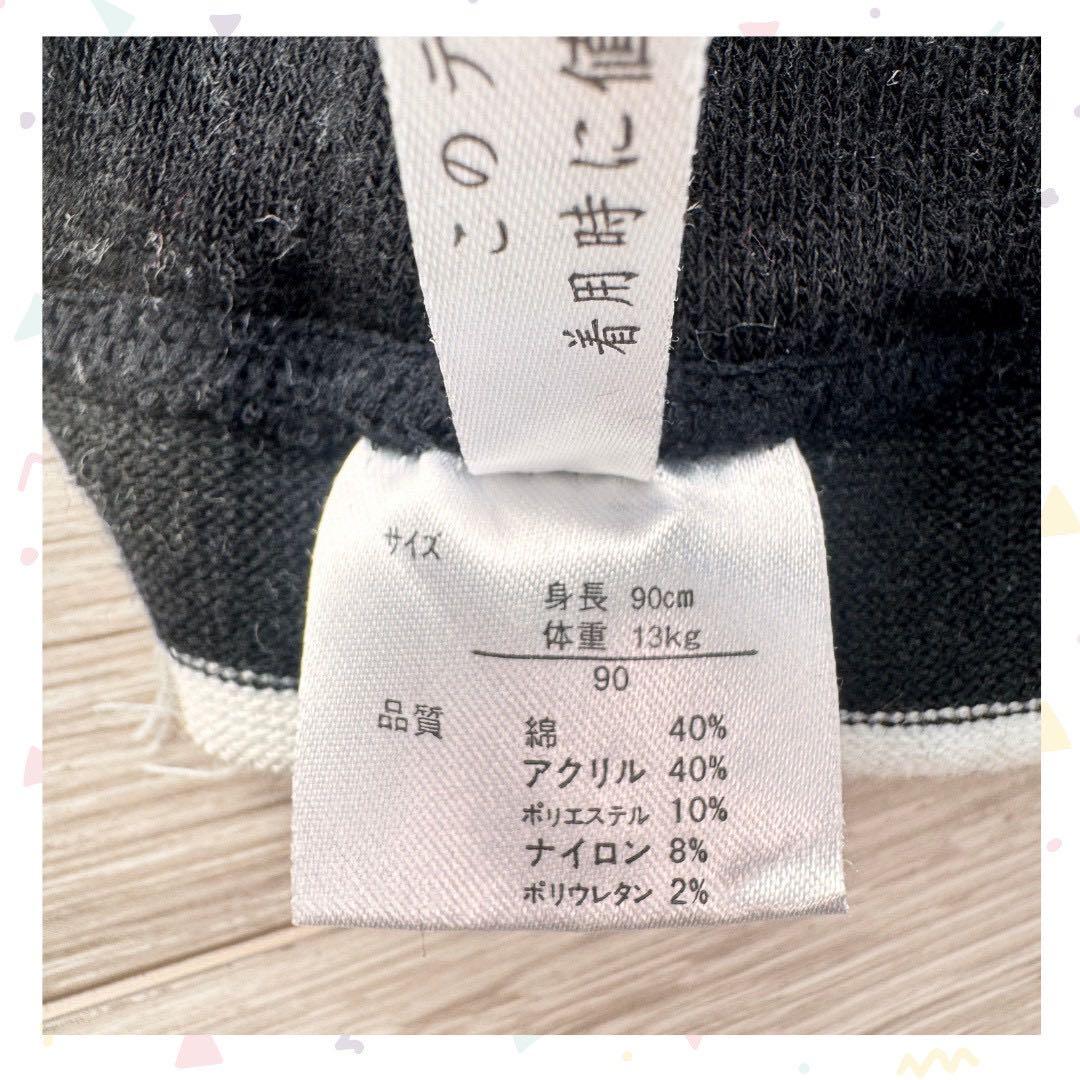 このテ
着用時に値
サイズ
身長 90cm
体重 13kg
90
品質
綿 40%
アクリル 40%
ポリエステル 10%
ナイロン 8%
ポリウレタン 2%